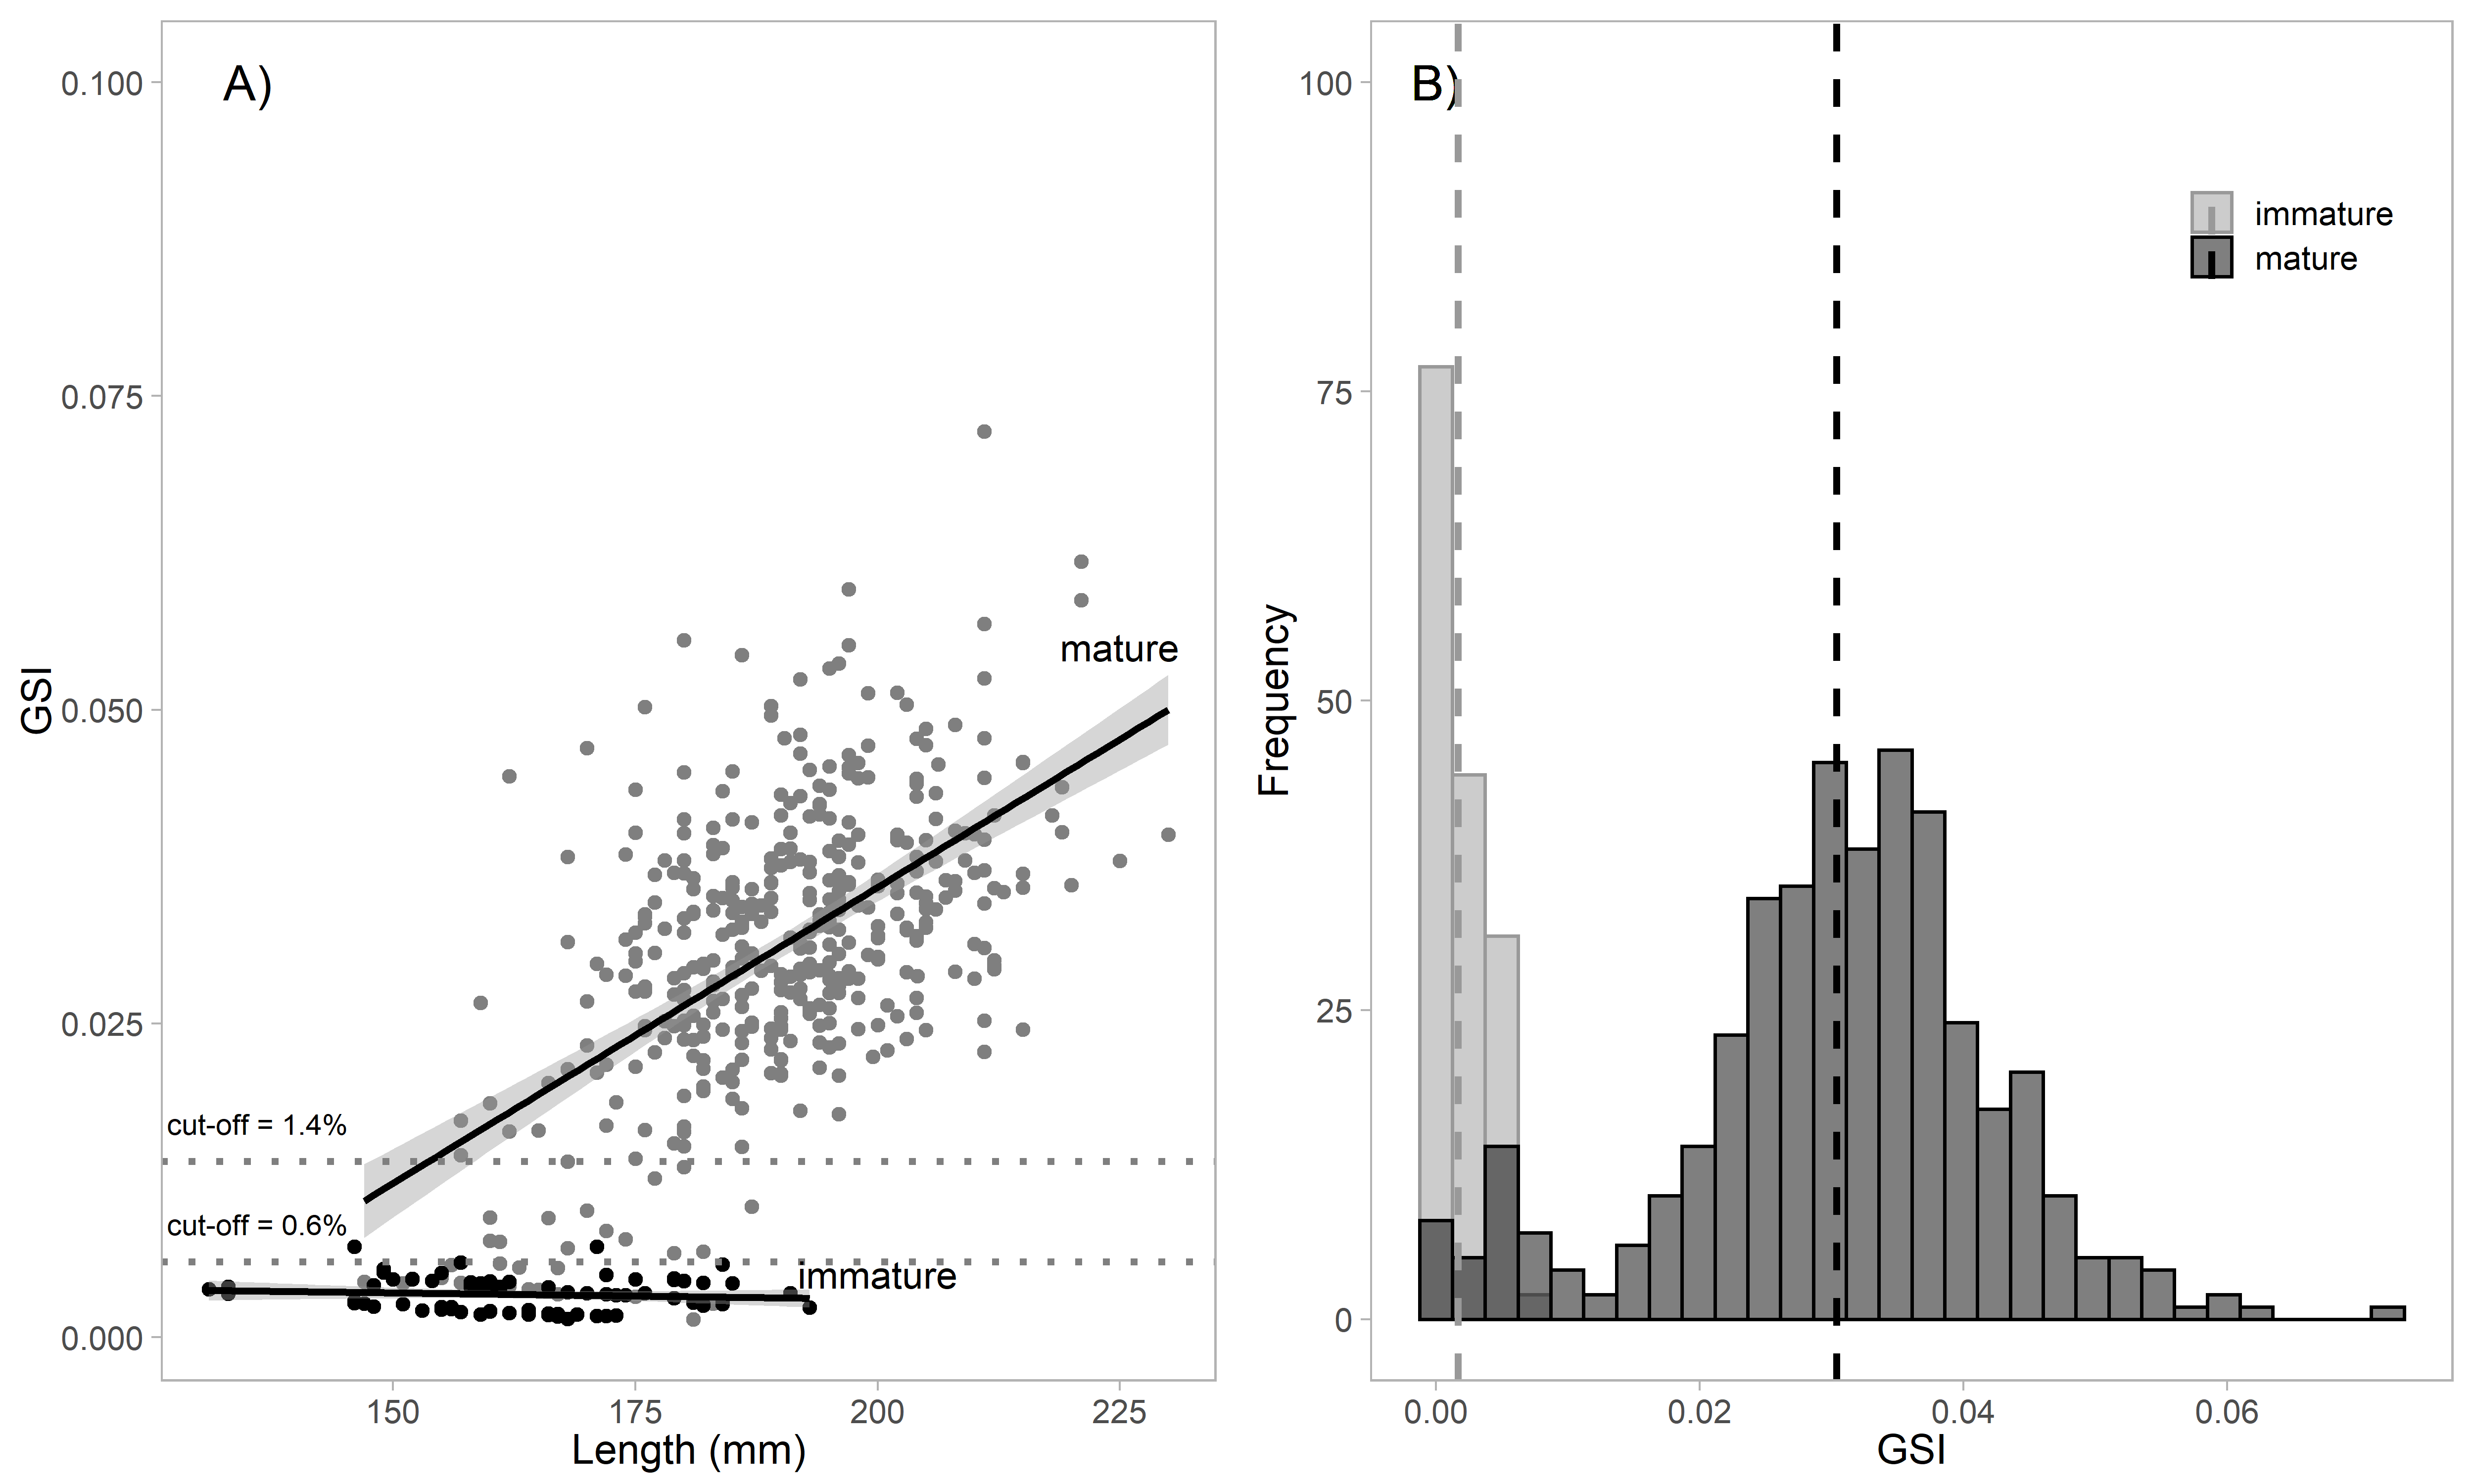 A)
0.100
0.075
0.050
0.025
0.000
GSI
mature
cut-off = 1.4%
cut-off = 0.6%
immature
150 175 200 225
Length (mm)
B)
100
75
50
25
0
Frequency
immature
mature
0.00 0.02 0.04 0.06
GSI